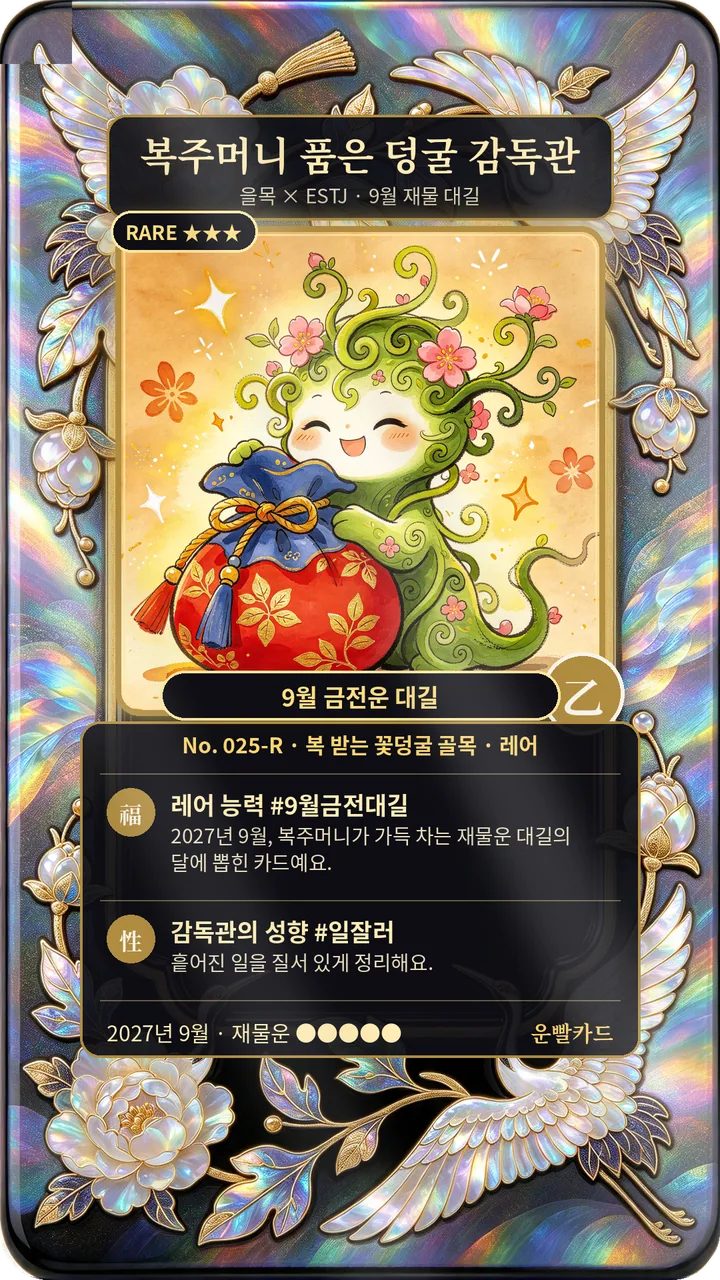 복주머니 품은 덩굴 감독관
을목 × ESTJ · 9월 재물 대길
RARE ★★★
9월 금전운 대길
乙
No. 025-R · 복 받는 꽃덩굴 골목 · 레어
福
레어 능력 #9월금전대길
2027년 9월, 복주머니가 가득 차는 재물운 대길의
달에 뽑힌 카드예요.
性
감독관의 성향 #일잘러
흩어진 일을 질서 있게 정리해요.
2027년 9월 · 재물운 ●●●●●
운빨카드